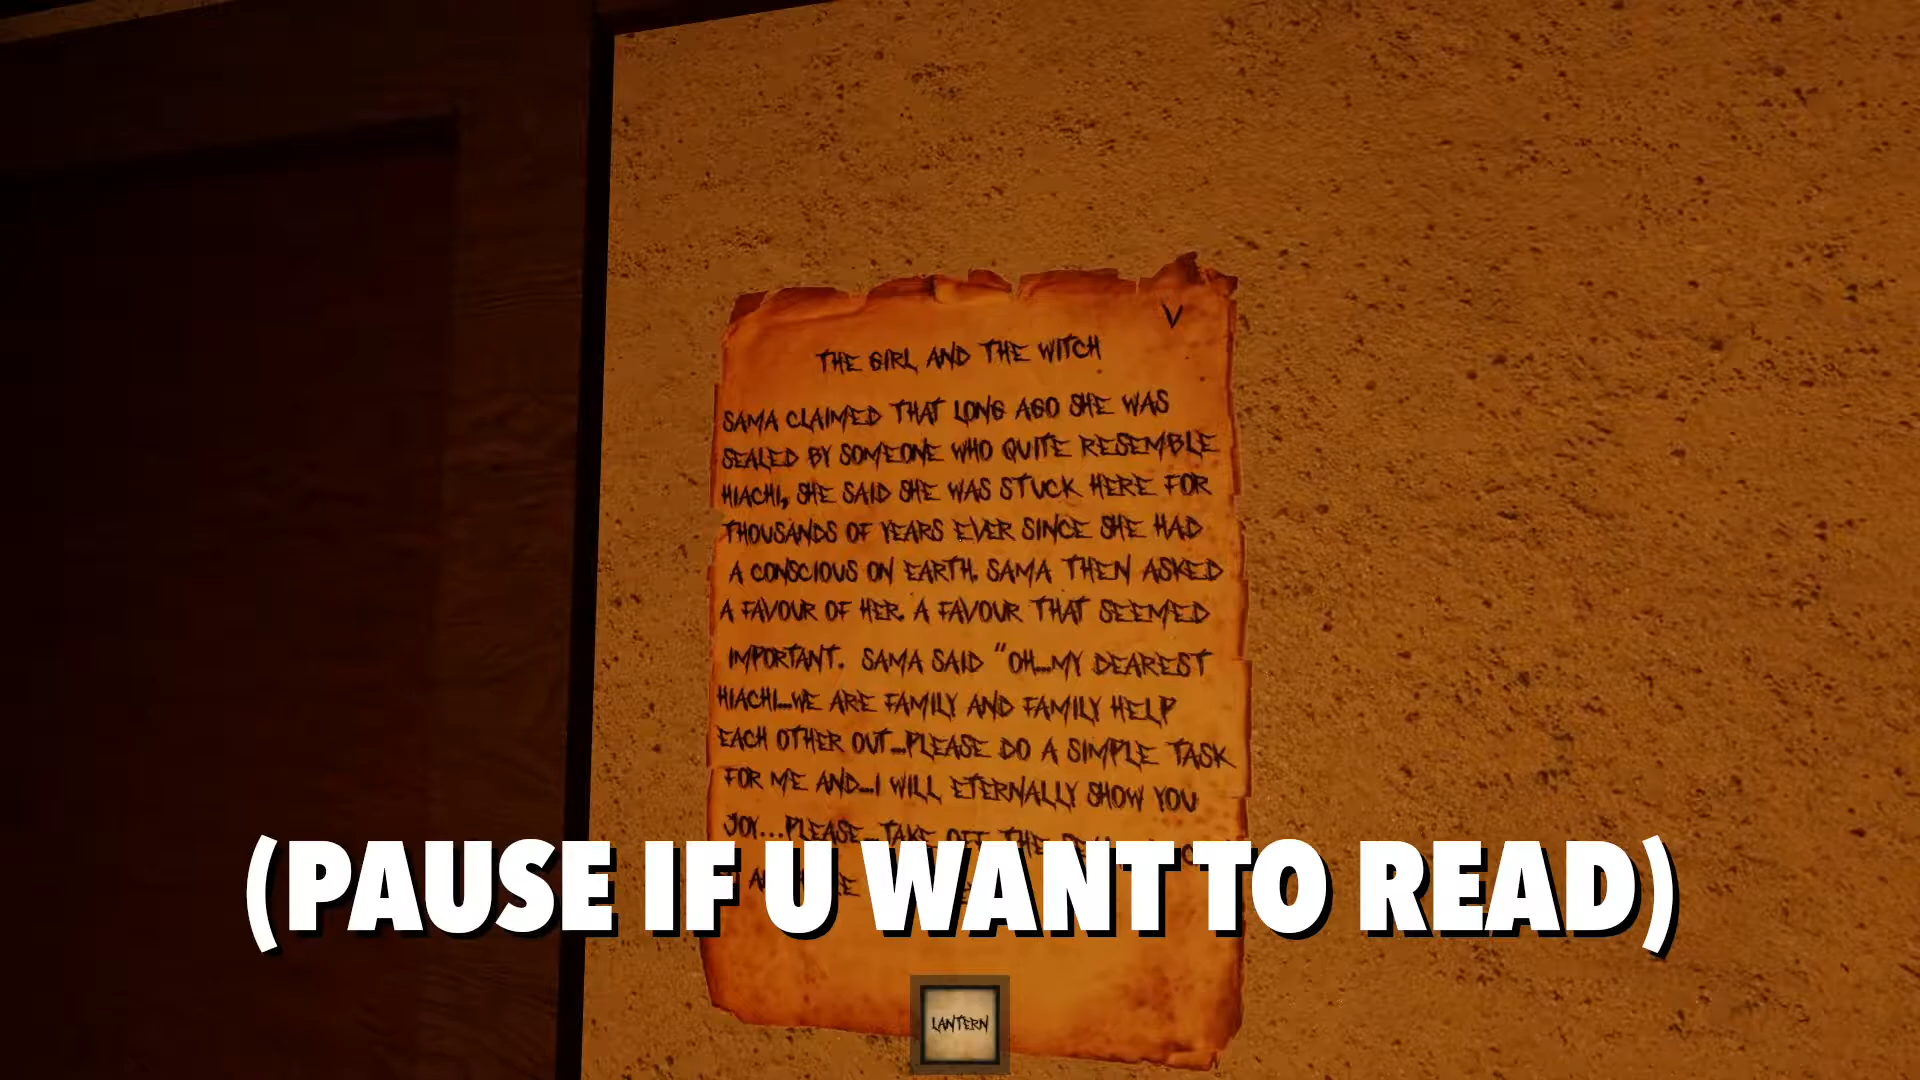 V
THE GIRL AND THE WITCH
SAMA CLAIMED THAT LONG AGO SHE WAS
SEALED BY SOMEONE WHO QUITE RESEMBLE
HIACHI, SHE SAID SHE WAS STUCK HERE FOR
THOUSANDS OF YEARS EVER SINCE SHE HAD
A CONSCIOUS ON EARTH. SAMA THEN ASKED
A FAVOUR OF HER. A FAVOUR THAT SEEMED
IMPORTANT. SAMA SAID "OH...MY DEAREST
HIACHI...WE ARE FAMILY AND FAMILY HELP
EACH OTHER OUT...PLEASE DO A SIMPLE TASK
FOR ME AND...I WILL ETERNALLY SHOW YOU
JOY...PLEASE...TAKE OFF THE
(PAUSE IF U WANT TO READ)
LANTERN